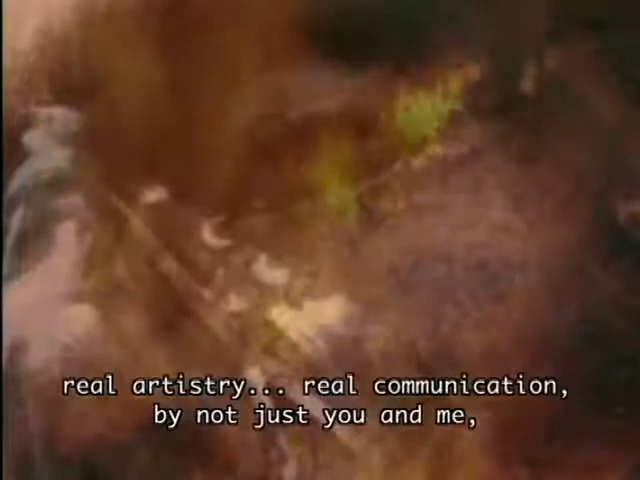 real artistry... real communication,
by not just you and me,